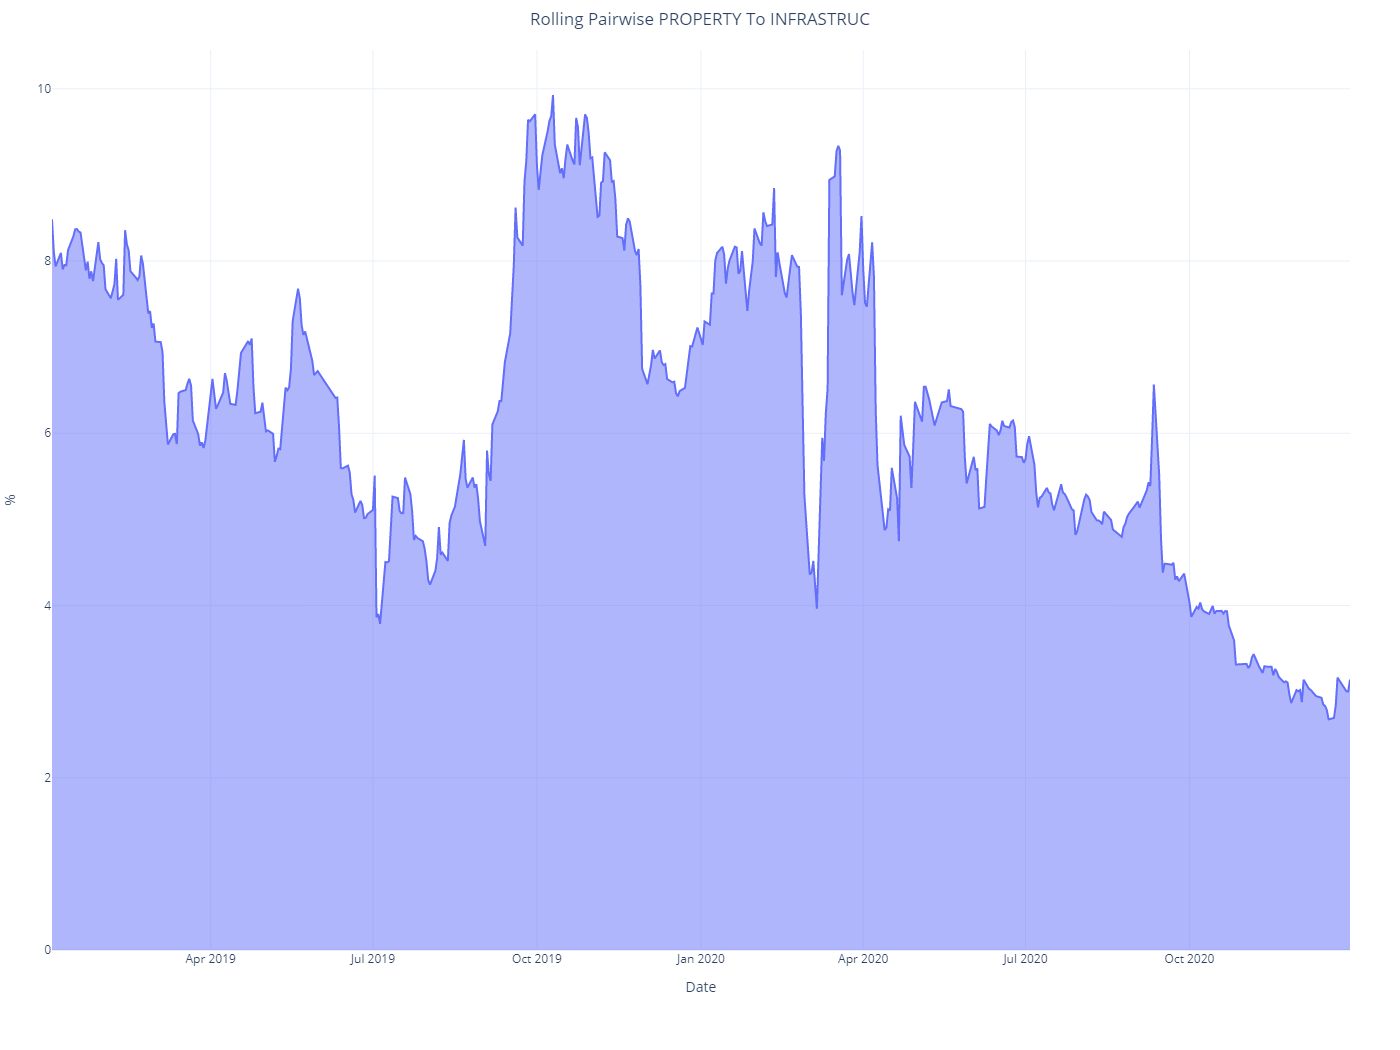 Rolling Pairwise PROPERTY To INFRASTRUC
10
8
6
4
2
0
%
Apr 2019
Jul 2019
Oct 2019
Jan 2020
Apr 2020
Jul 2020
Oct 2020
Date